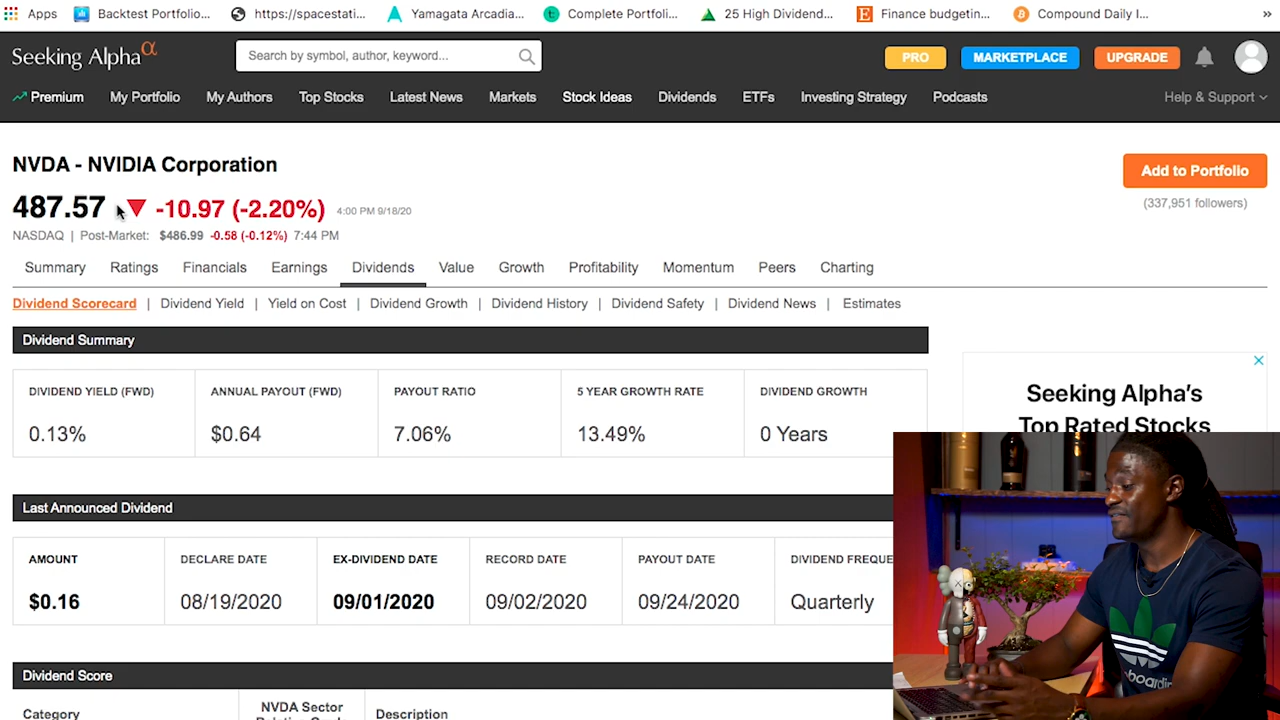 Apps Backtest Portfolio... https://spacestati... Yamagata Arcadia... Complete Portfoli... 25 High Dividend... Finance budgetin... Compound Daily I... »
Seeking Alpha α Search by symbol, author, keyword... PRO MARKETPLACE UPGRADE
Premium My Portfolio My Authors Top Stocks Latest News Markets Stock Ideas Dividends ETFs Investing Strategy Podcasts Help & Support
NVDA - NVIDIA Corporation
Add to Portfolio
487.57 -10.97 (-2.20%) 4:00 PM 9/18/20
(337,951 followers)
NASDAQ | Post-Market: $486.99 -0.58 (-0.12%) 7:44 PM
Summary Ratings Financials Earnings Dividends Value Growth Profitability Momentum Peers Charting
Dividend Scorecard | Dividend Yield | Yield on Cost | Dividend Growth | Dividend History | Dividend Safety | Dividend News | Estimates
Dividend Summary
DIVIDEND YIELD (FWD) ANNUAL PAYOUT (FWD) PAYOUT RATIO 5 YEAR GROWTH RATE DIVIDEND GROWTH
0.13% $0.64 7.06% 13.49% 0 Years
Seeking Alpha's
Top Rated Stocks
Last Announced Dividend
AMOUNT DECLARE DATE EX-DIVIDEND DATE RECORD DATE PAYOUT DATE DIVIDEND FREQUE
$0.16 08/19/2020 09/01/2020 09/02/2020 09/24/2020 Quarterly
Dividend Score
NVDA Sector
Category Description